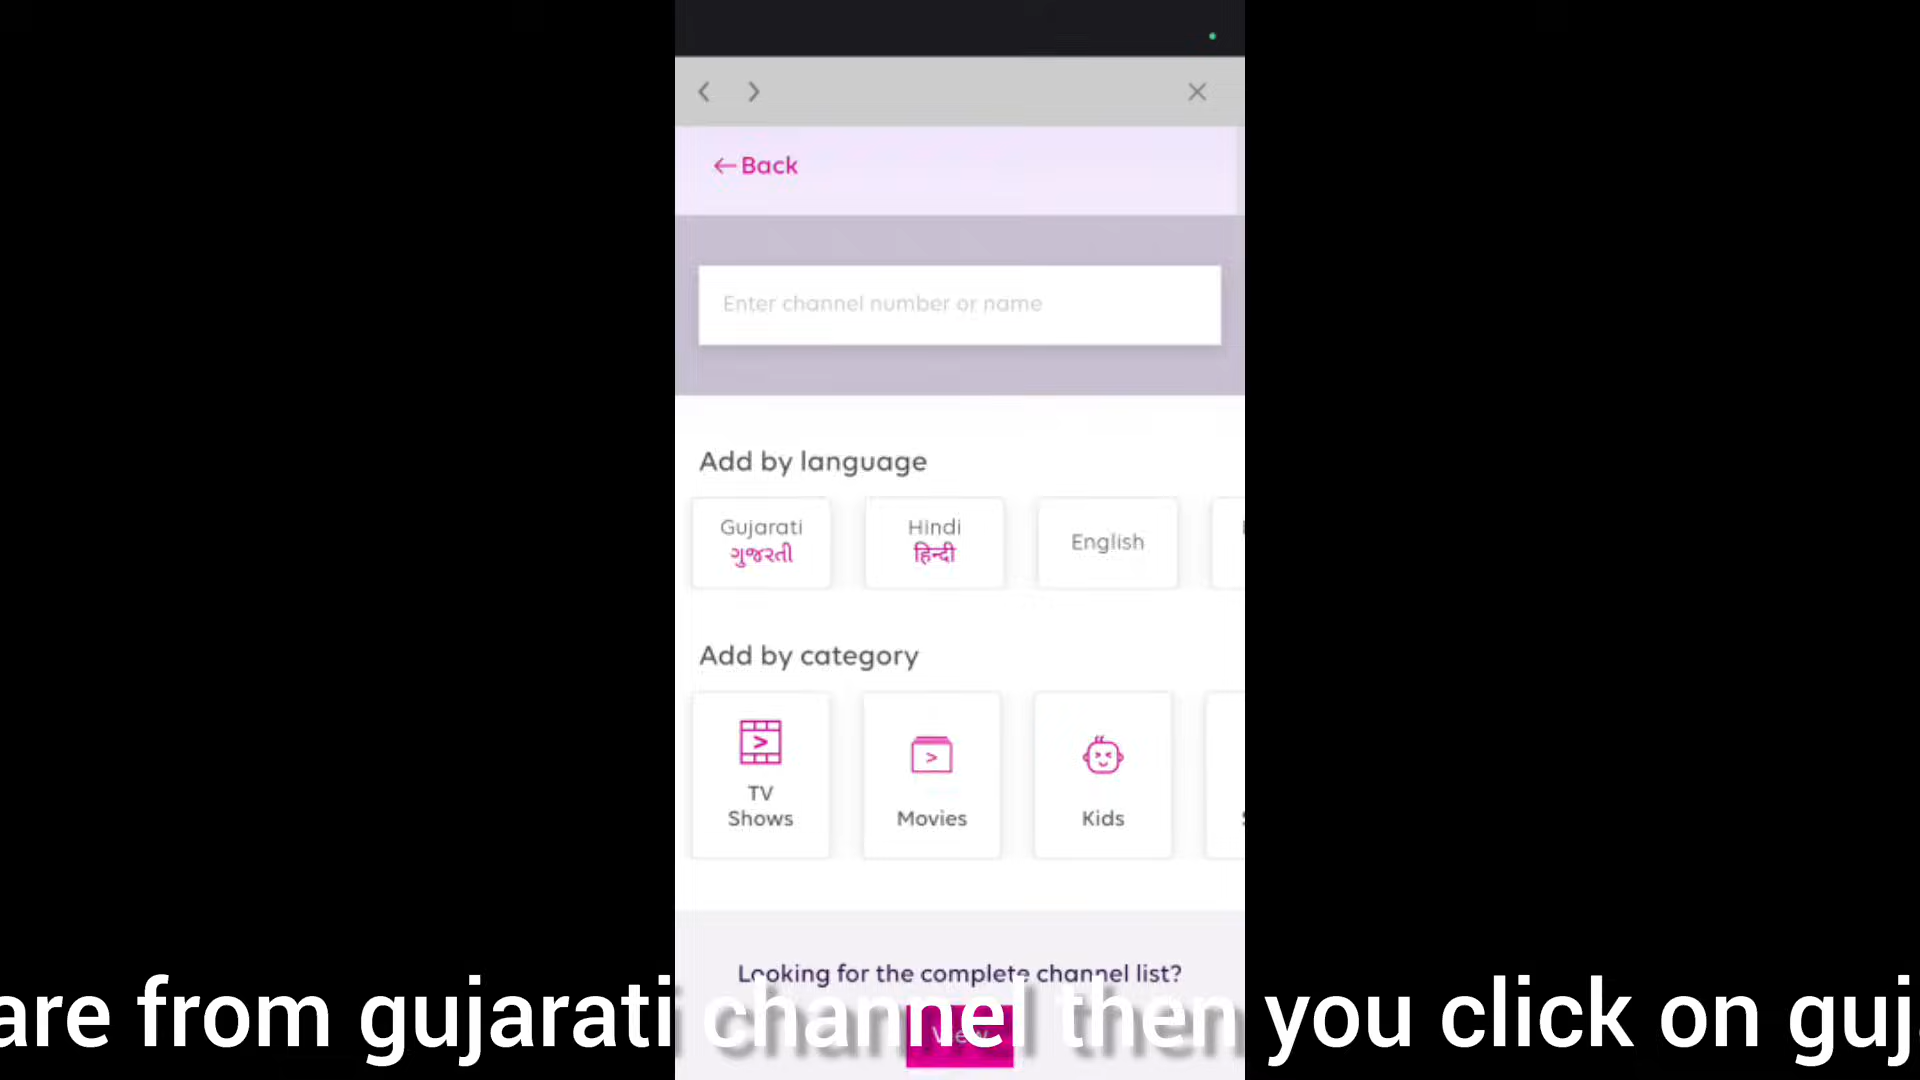 Back
Enter channel number or name
Add by language
Gujarati
ગુજરતી
Hindi
हिन्दी
English
Add by category
TV
Shows
Movies
Kids
Looking for the complete channel list?
View
are from gujarati channel then you click on guj